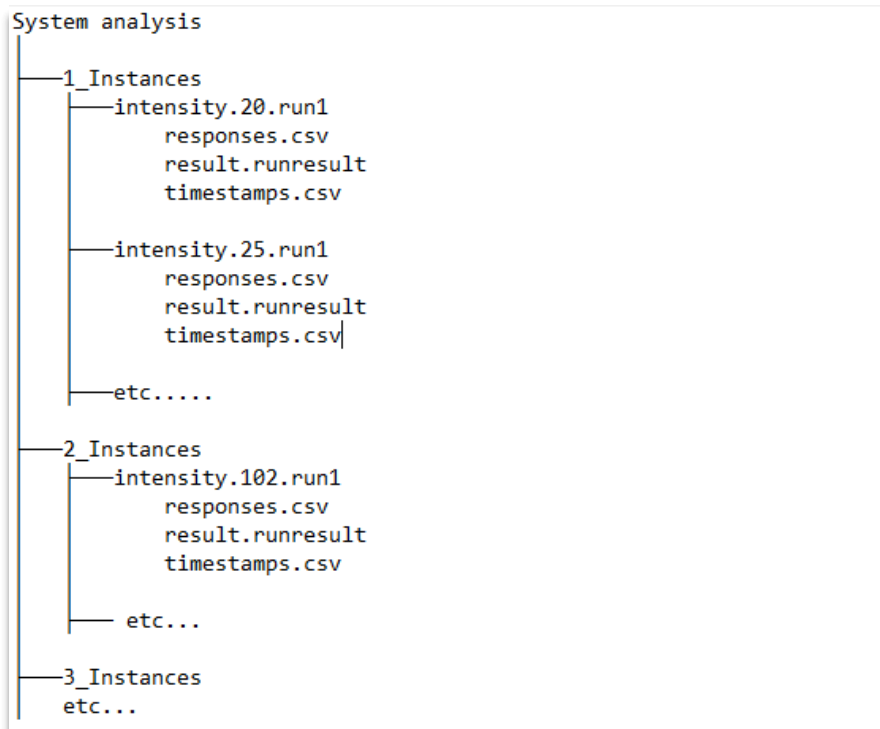 System analysis
1_Instances
intensity.20.run1
responses.csv
result.runresult
timestamps.csv
intensity.25.run1
responses.csv
result.runresult
timestamps.csv
etc.....
2_Instances
intensity.102.run1
responses.csv
result.runresult
timestamps.csv
etc...
3_Instances
etc...